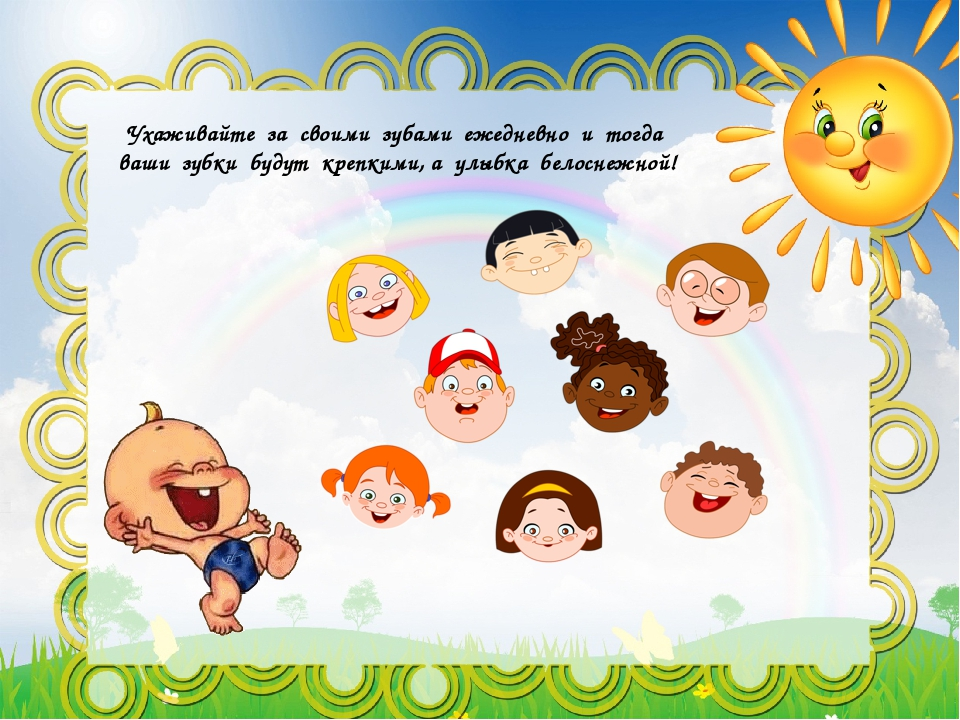 Ухаживайте за своими зубами ежедневно и тогда
ваши зубки будут крепкими, а улыбка белоснежной!